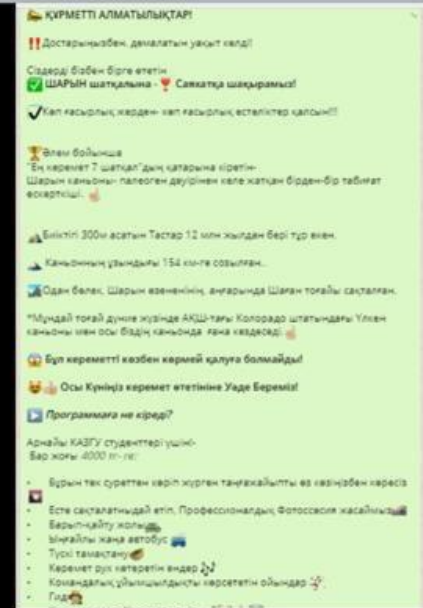 ҚҰРМЕТТІ АЛМАТЫЛЫҚТАР!
Достарыңызбен, демалатын уақыт келді!
Сіздерді бізбен бірге өтетін
ШАРЫН шатқалына - Саяхатқа шақырамыз!
Көп ғасырлық жерден- көп ғасырлық естеліктер қалсын!!!
Әлем бойынша
"Ең керемет 7 шатқал"дың қатарына кіретін-
Шарын каньоны- палеоген дәуірінен келе жатқан бірден-бір табиғат
ескерткіші.
Биіктігі 300м асатын Тастар 12 млн жылдан бері тұр екен.
Каньонның ұзындығы 154 км-ге созылған..
Одан бөлек, Шарын өзенінің, аңғарында Шаған тоғайы сақталған.
*Мұндай тоғай дүние жүзінде АҚШ-тағы Колорадо штатындағы Үлкен
каньоны мен осы біздің каньонда ғана кездеседі.
Бұл кереметті көзбен көрмей қалуға болмайды!
Осы Күніңіз керемет өтетініне Уәде Береміз!
Программаға не кіреді?
Арнайы КАЗГУ студенттері үшін!-
Бар жоғы 4000 тг- ге:
• Бұрын тек суреттен көріп жүрген таңғажайыпты өз көзіңізбен көресіз
• Есте сақталатындай етіп, Профессионалдық Фотосессия жасаймыз
• Барып-қайту жолы
• Ыңғайлы жаңа автобус
• Түскі тамақтану
• Керемет рух көтеретін әндер
• Командалық ұйымшылдықты көрсететін ойындар
• Гид